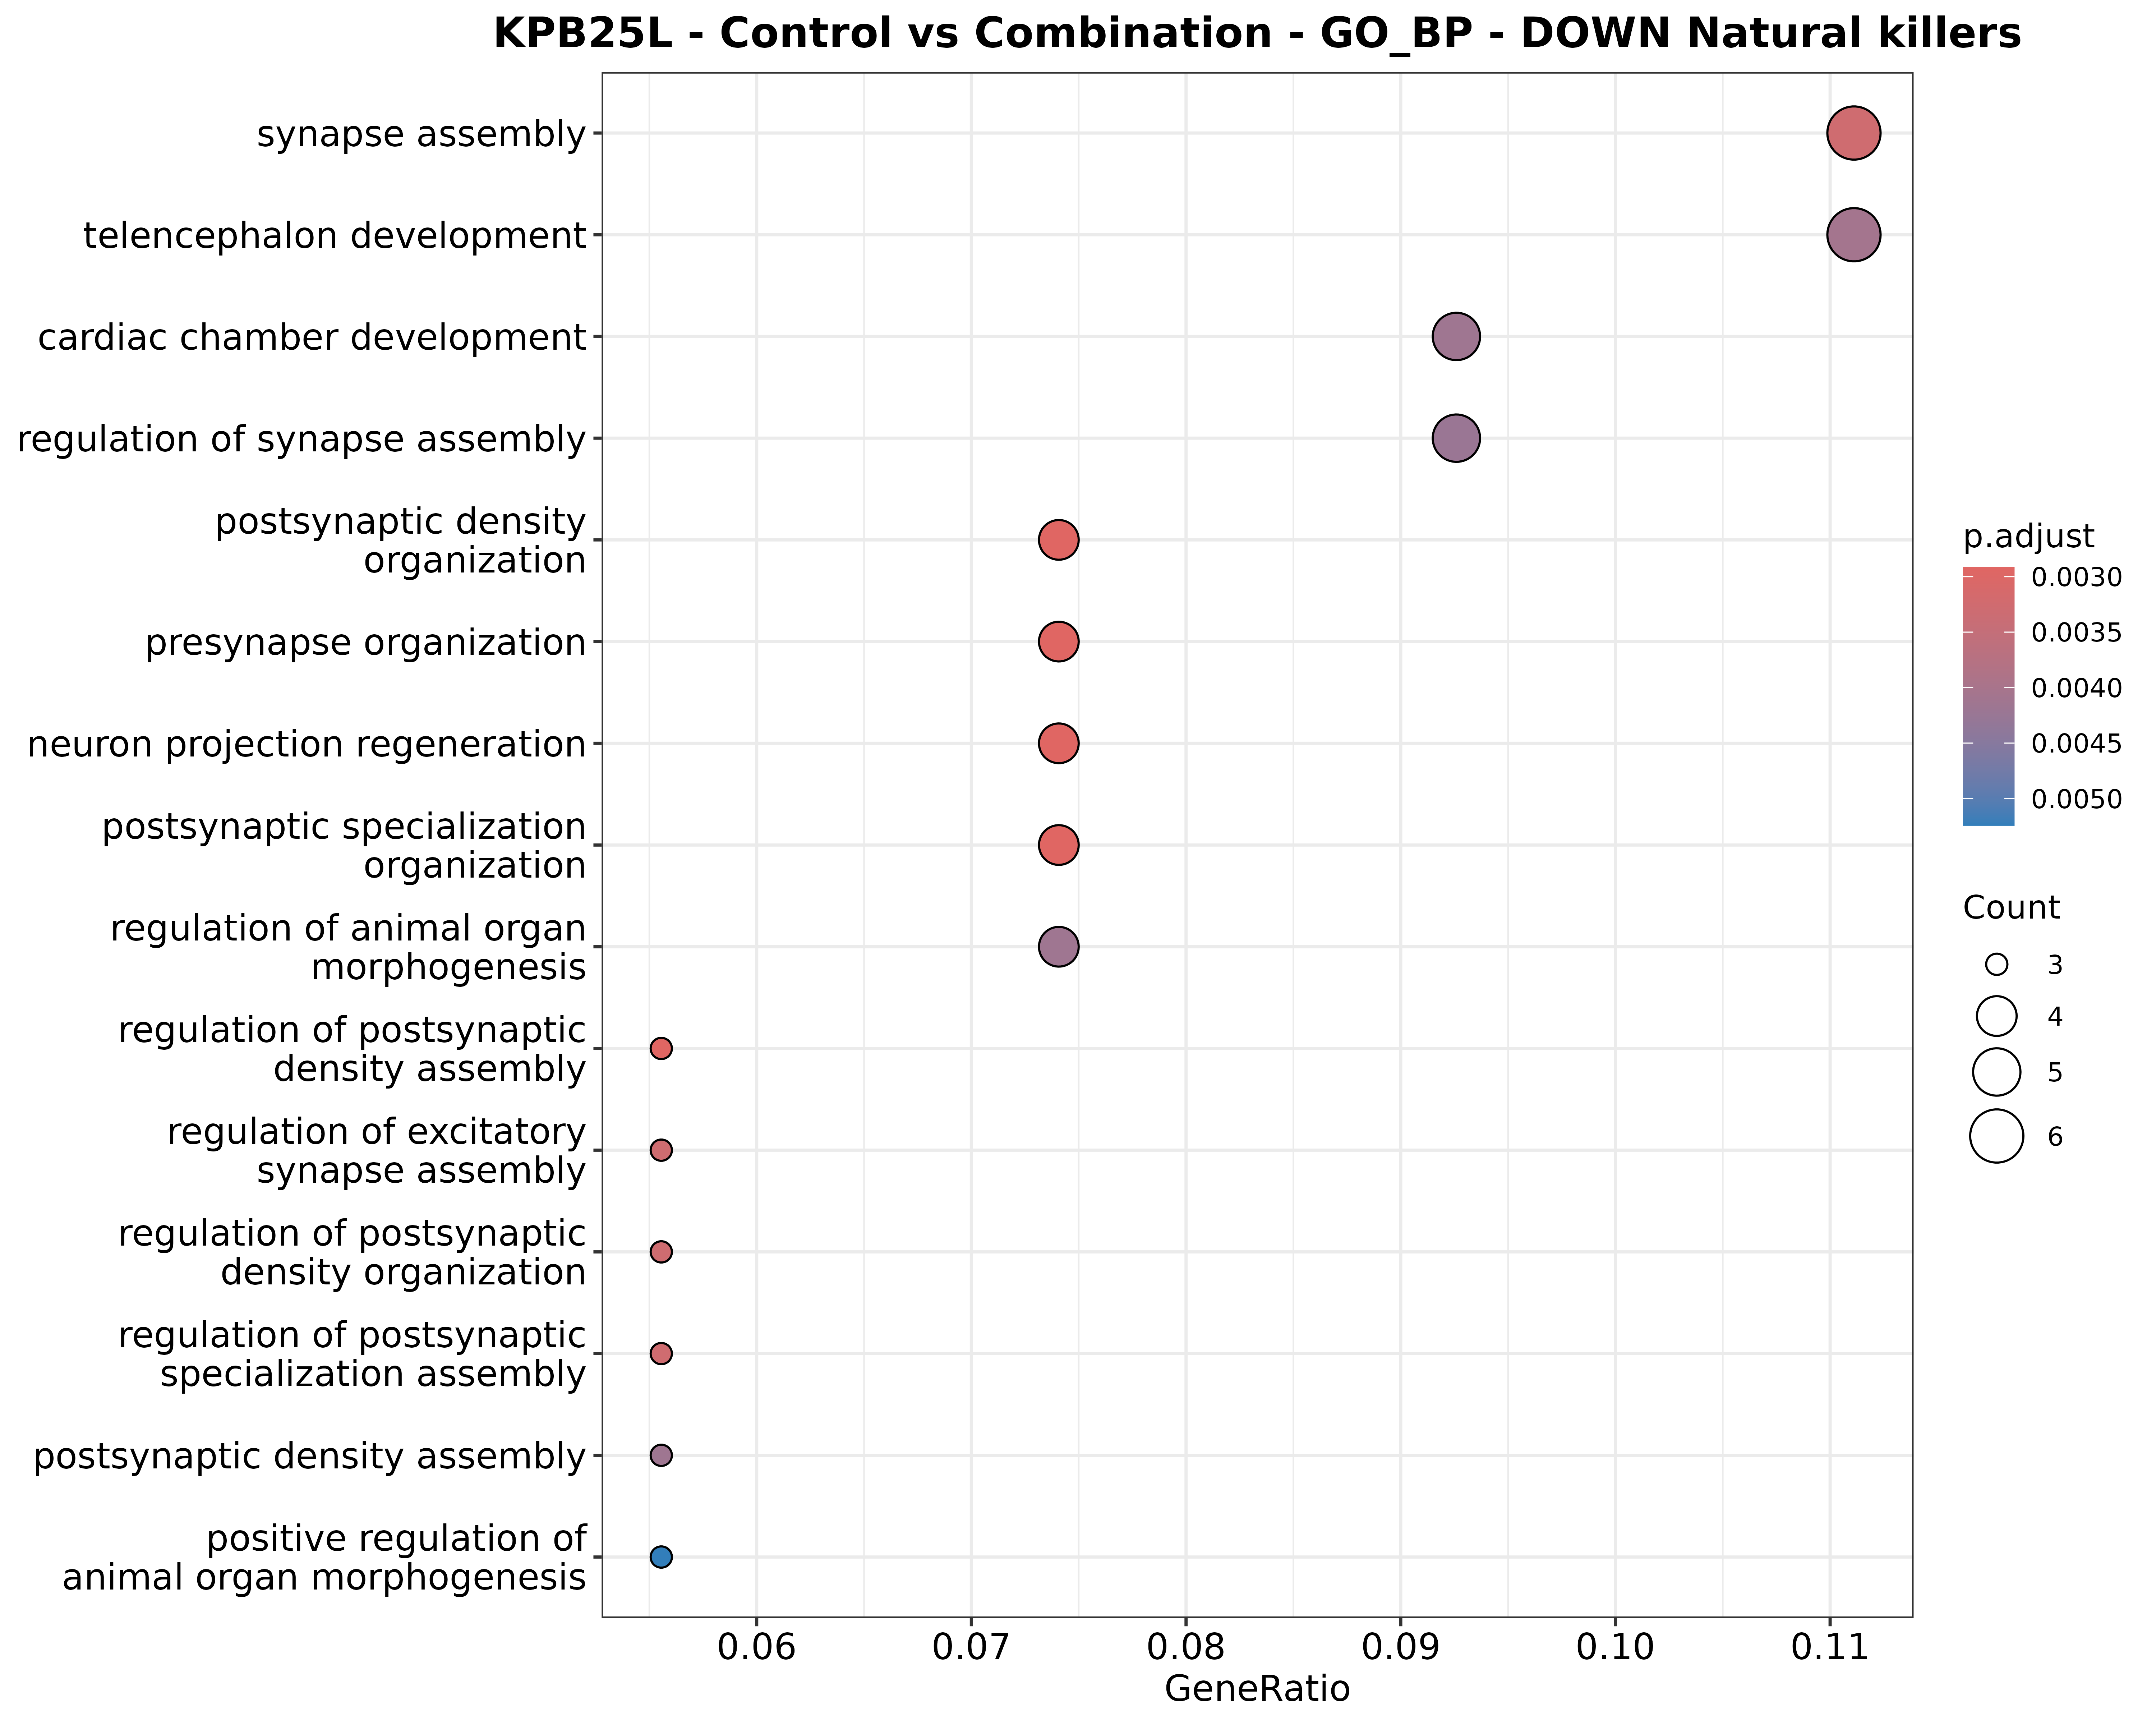 KPB25L - Control vs Combination - GO_BP - DOWN Natural killers
synapse assembly
telencephalon development
cardiac chamber development
regulation of synapse assembly
postsynaptic density
organization
presynapse organization
neuron projection regeneration
postsynaptic specialization
organization
regulation of animal organ
morphogenesis
regulation of postsynaptic
density assembly
regulation of excitatory
synapse assembly
regulation of postsynaptic
density organization
regulation of postsynaptic
specialization assembly
postsynaptic density assembly
positive regulation of
animal organ morphogenesis
0.06 0.07 0.08 0.09 0.10 0.11
GeneRatio
p.adjust
0.0030
0.0035
0.0040
0.0045
0.0050
Count
3
4
5
6